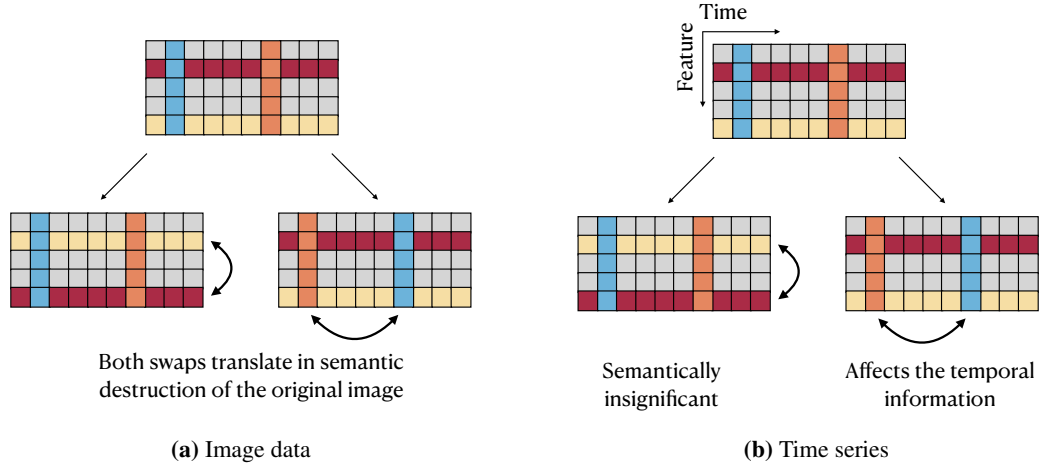 Both swaps translate in semantic
destruction of the original image
(a) Image data
Time
Feature
Semantically
insignificant
Affects the temporal
information
(b) Time series